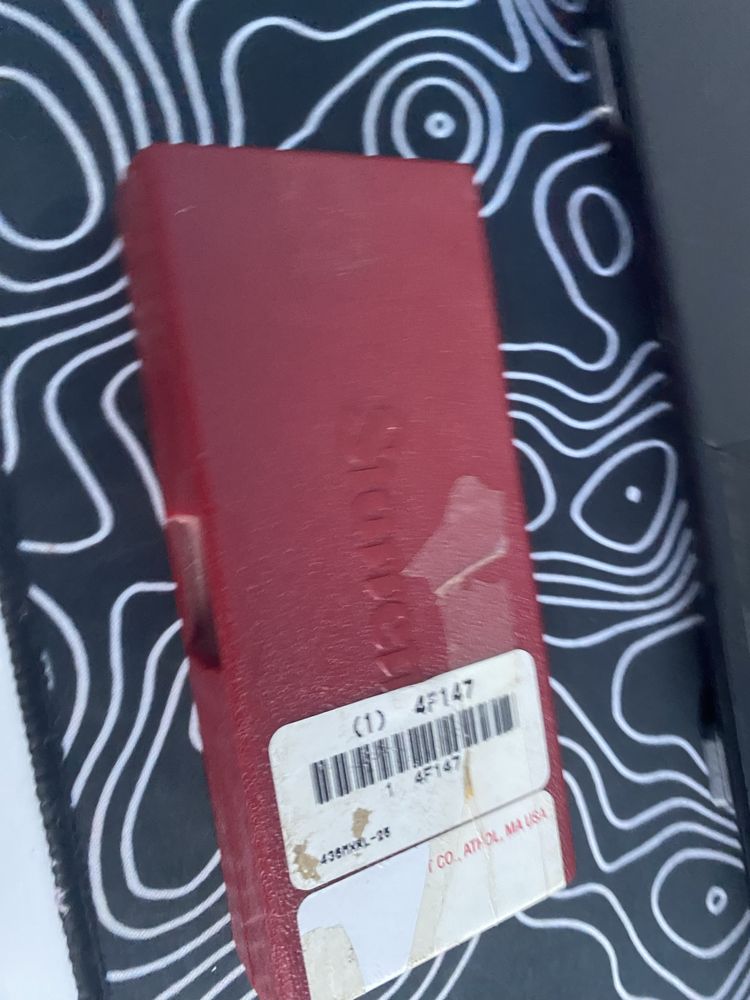 (1) 4F147
1 4F147
436MXRL-25
T CO., ATHOL, MA USA